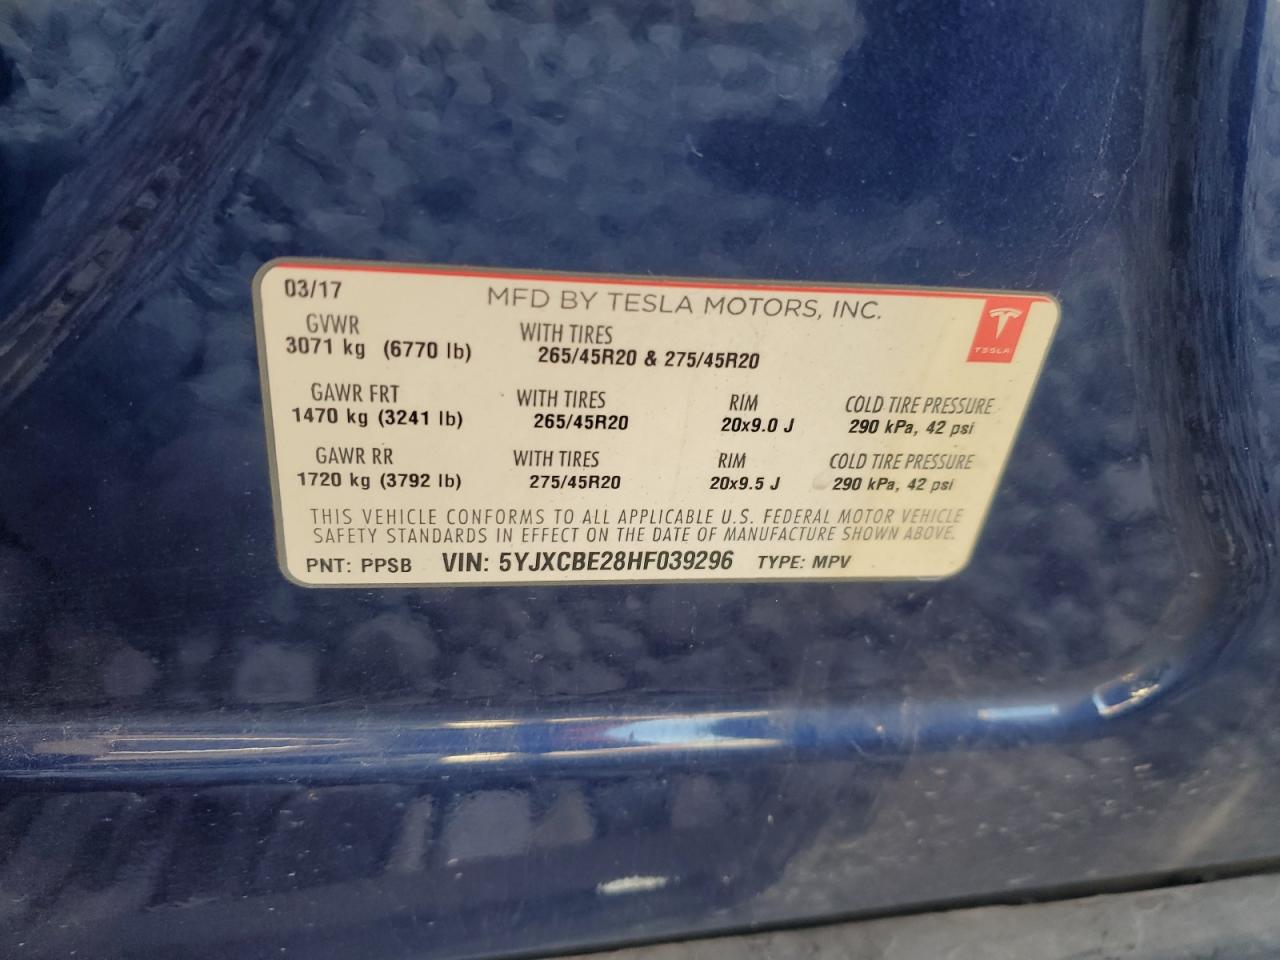 03/17 MFD BY TESLA MOTORS, INC.
TESLA
GVWR WITH TIRES
3071 kg (6770 lb) 265/45R20 & 275/45R20
GAWR FRT WITH TIRES RIM COLD TIRE PRESSURE
1470 kg (3241 lb) 265/45R20 20x9.0 J 290 kPa, 42 psi
GAWR RR WITH TIRES RIM COLD TIRE PRESSURE
1720 kg (3792 lb) 275/45R20 20x9.5 J 290 kPa, 42 psi
THIS VEHICLE CONFORMS TO ALL APPLICABLE U.S. FEDERAL MOTOR VEHICLE
SAFETY STANDARDS IN EFFECT ON THE DATE OF MANUFACTURE SHOWN ABOVE.
PNT: PPSB VIN: 5YJXCBE28HF039296 TYPE: MPV